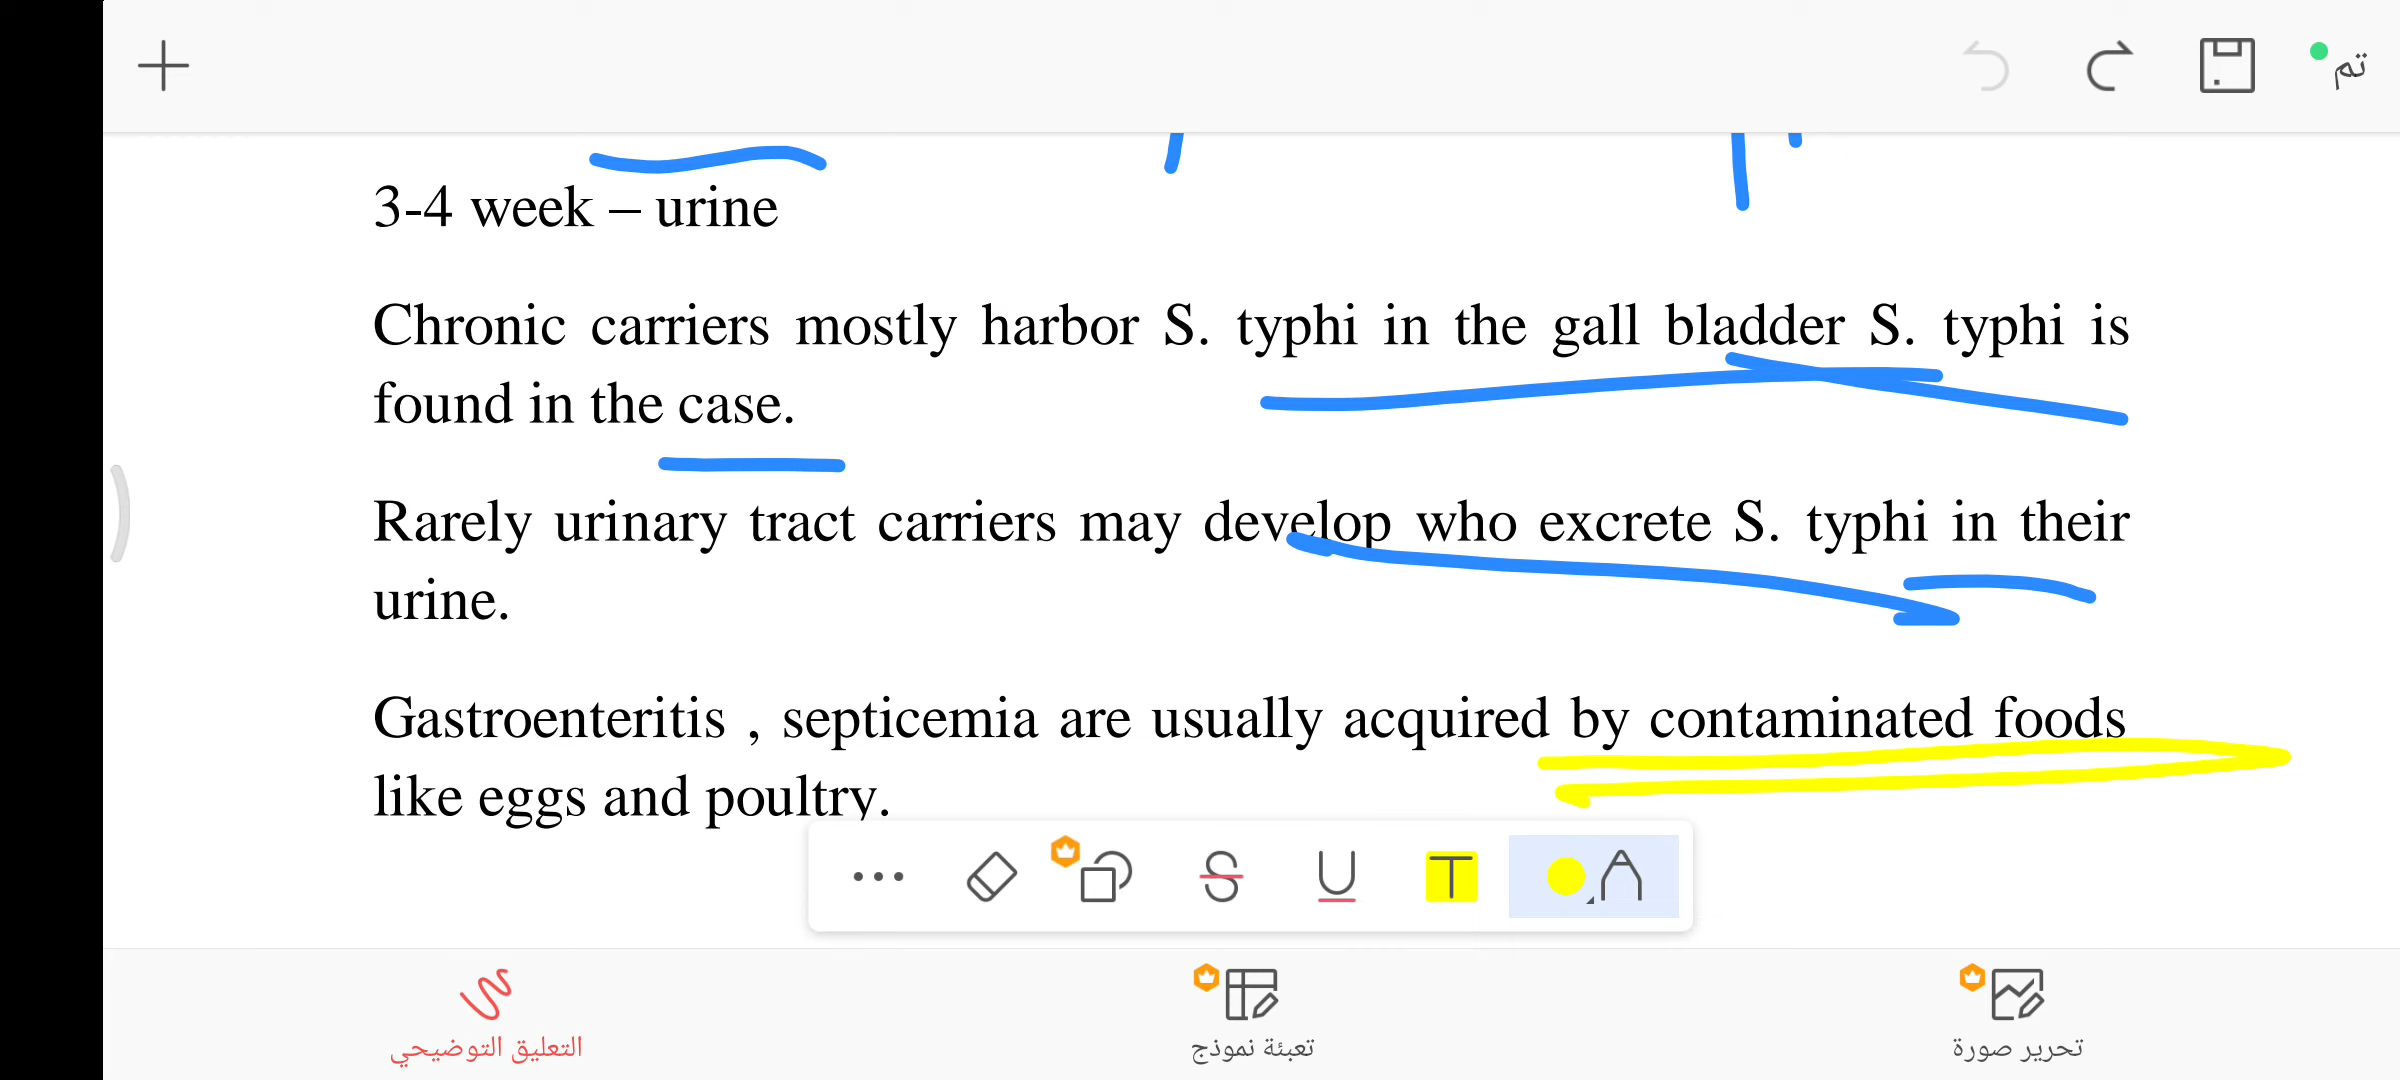 تم
3-4 week – urine
Chronic carriers mostly harbor S. typhi in the gall bladder S. typhi is
found in the case.
Rarely urinary tract carriers may develop who excrete S. typhi in their
urine.
Gastroenteritis , septicemia are usually acquired by contaminated foods
like eggs and poultry.
التعليق التوضيحي
تعبئة نموذج
تحرير صورة